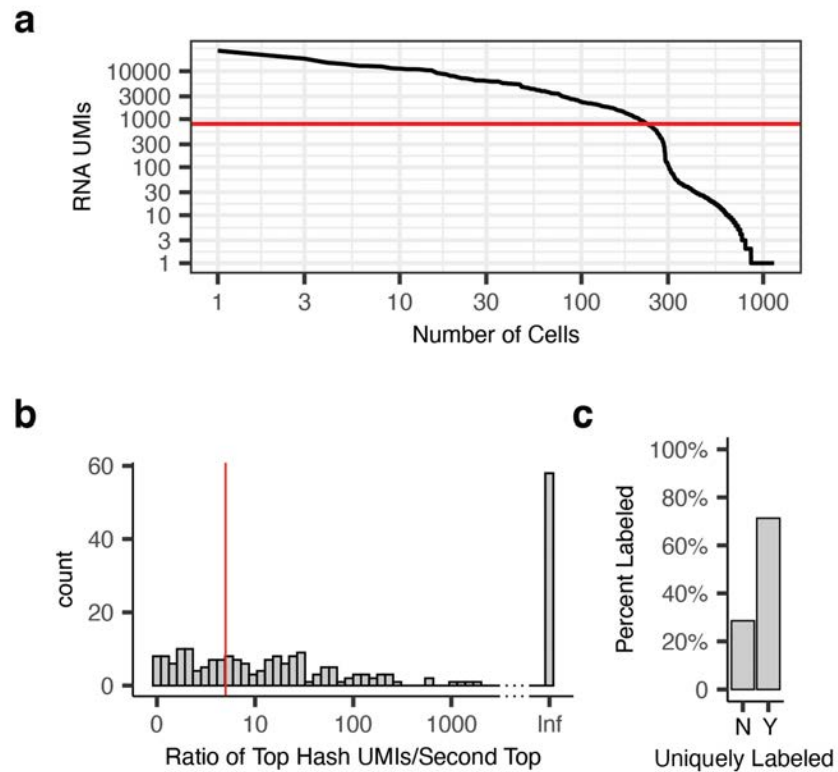 a
RNA UMIs
10000
3000
1000
300
100
30
10
3
1
1 3 10 30 100 300 1000
Number of Cells
b
count
60
40
20
0
0 10 100 1000 Inf
Ratio of Top Hash UMIs/Second Top
c
Percent Labeled
100%
80%
60%
40%
20%
0
N Y
Uniquely Labeled